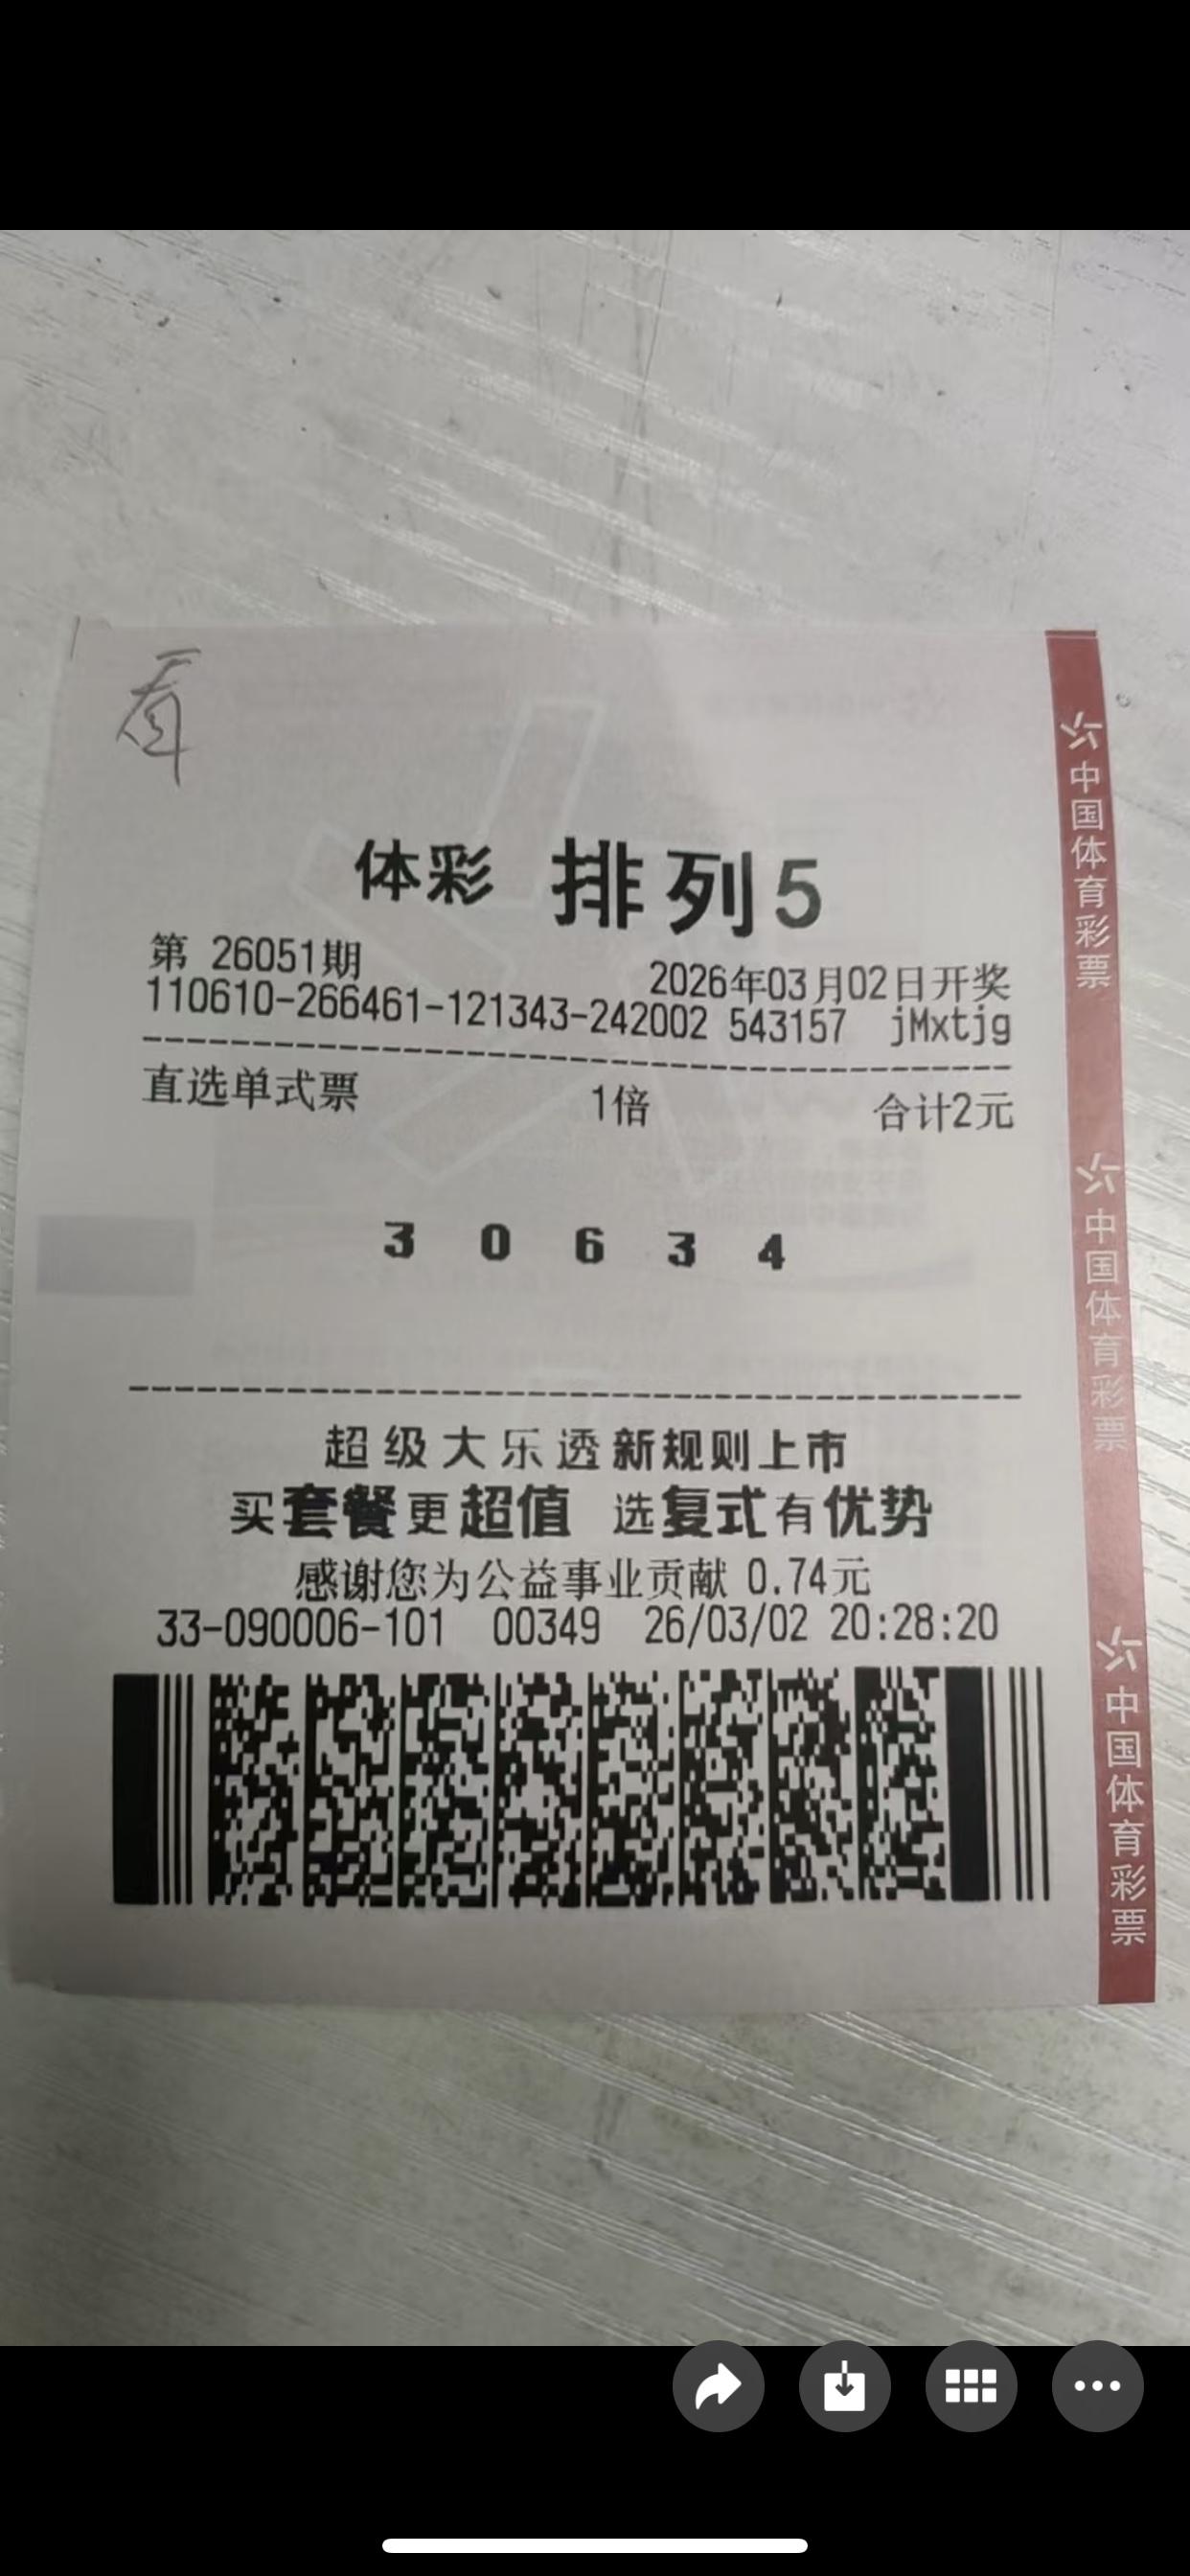 体彩 排列5
第 26051期
2026年03月02日开奖
110610-266461-121343-242002 543157 jMxtjg
直选单式票 1倍 合计2元
3 0 6 3 4
超级大乐透新规则上市
买套餐更超值 选复式有优势
感谢您为公益事业贡献 0.74元
33-090006-101 00349 26/03/02 20:28:20
中国体育彩票
中国体育彩票
中国体育彩票